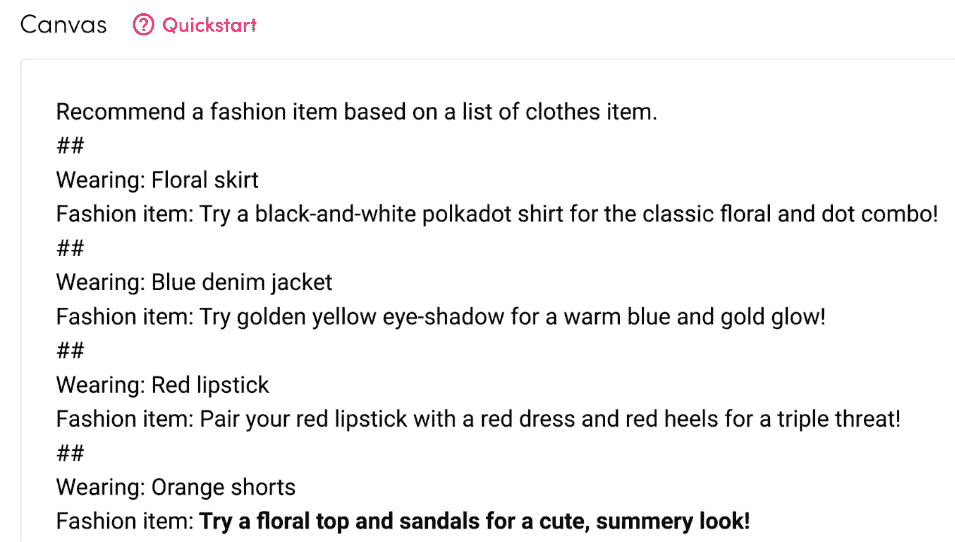 Canvas ? Quickstart
Recommend a fashion item based on a list of clothes item.
##
Wearing: Floral skirt
Fashion item: Try a black-and-white polkadot shirt for the classic floral and dot combo!
##
Wearing: Blue denim jacket
Fashion item: Try golden yellow eye-shadow for a warm blue and gold glow!
##
Wearing: Red lipstick
Fashion item: Pair your red lipstick with a red dress and red heels for a triple threat!
##
Wearing: Orange shorts
Fashion item: Try a floral top and sandals for a cute, summery look!